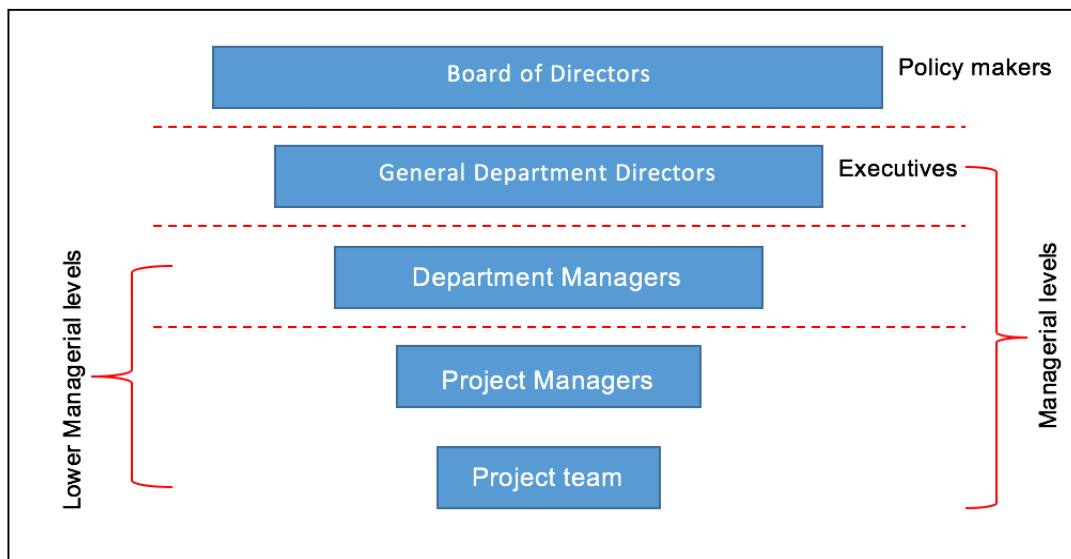 Board of Directors
Policy makers
General Department Directors
Executives
Department Managers
Project Managers
Project team
Lower Managerial levels
Managerial levels